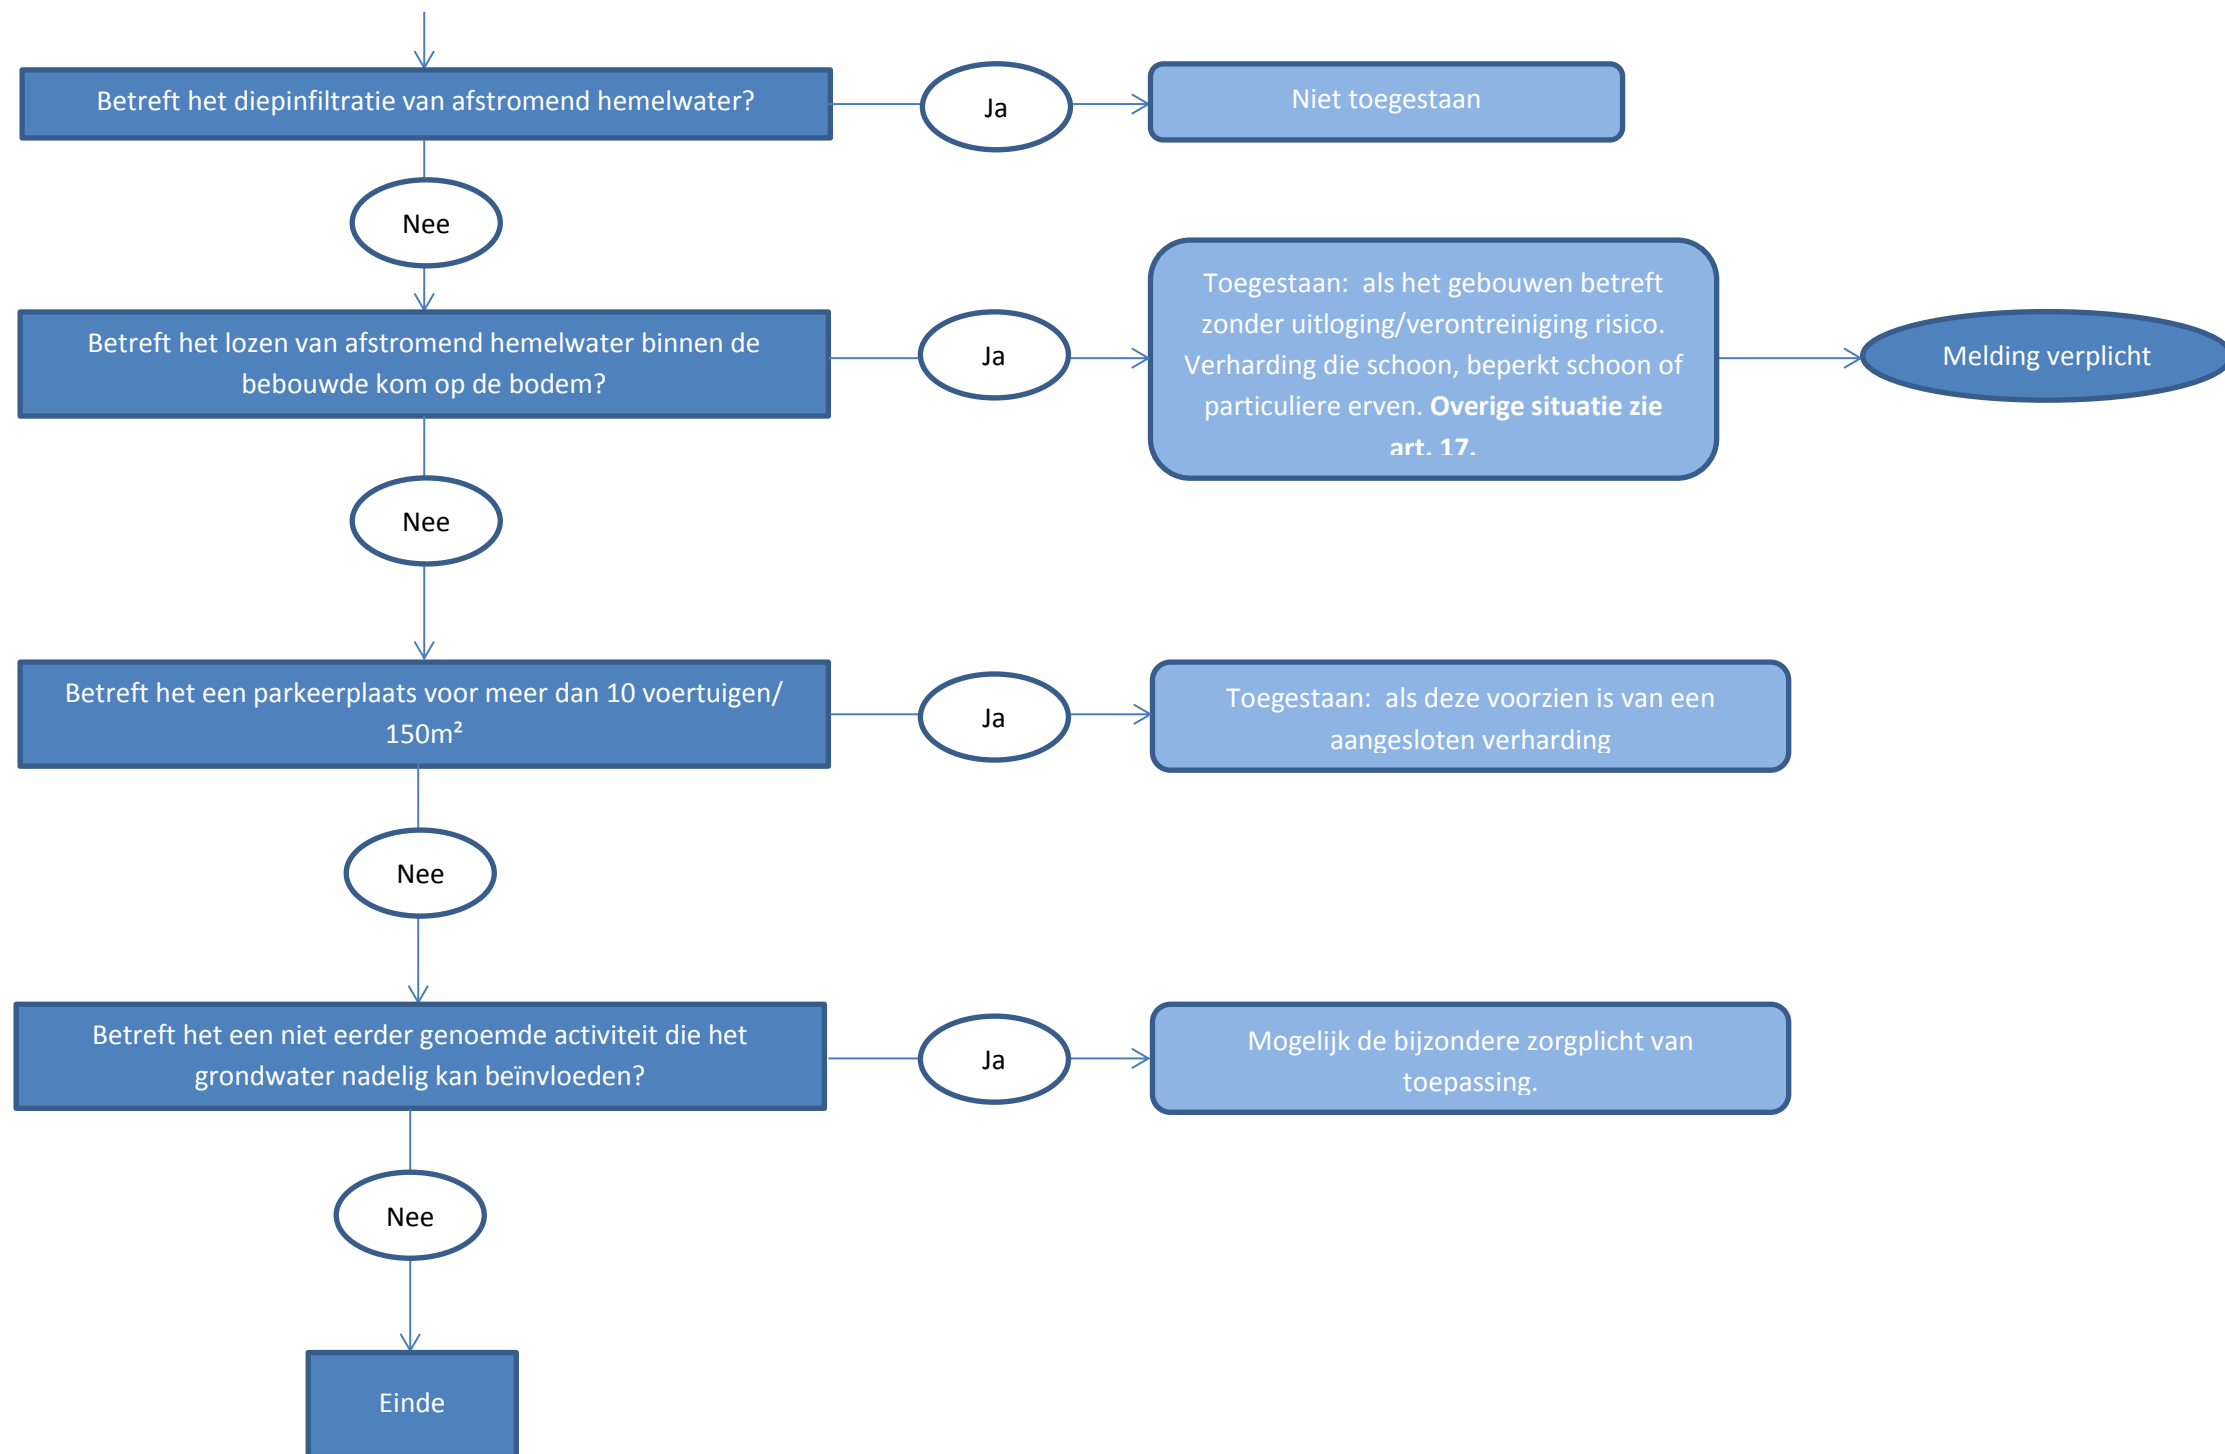 Betreft het diepinfiltratie van afstromend hemelwater?
Ja
Niet toegestaan
Nee
Betreft het lozen van afstromend hemelwater binnen de
bebouwde kom op de bodem?
Ja
Toegestaan:  als het gebouwen betreft
zonder uitloging/verontreiniging risico.
Verharding die schoon, beperkt schoon of
particuliere erven. Overige situatie zie
art. 17.
Melding verplicht
Nee
Betreft het een parkeerplaats voor meer dan 10 voertuigen/
150m²
Ja
Toegestaan:  als deze voorzien is van een
aangesloten verharding
Nee
Betreft het een niet eerder genoemde activiteit die het
grondwater nadelig kan beïnvloeden?
Ja
Mogelijk de bijzondere zorgplicht van
toepassing.
Nee
Einde